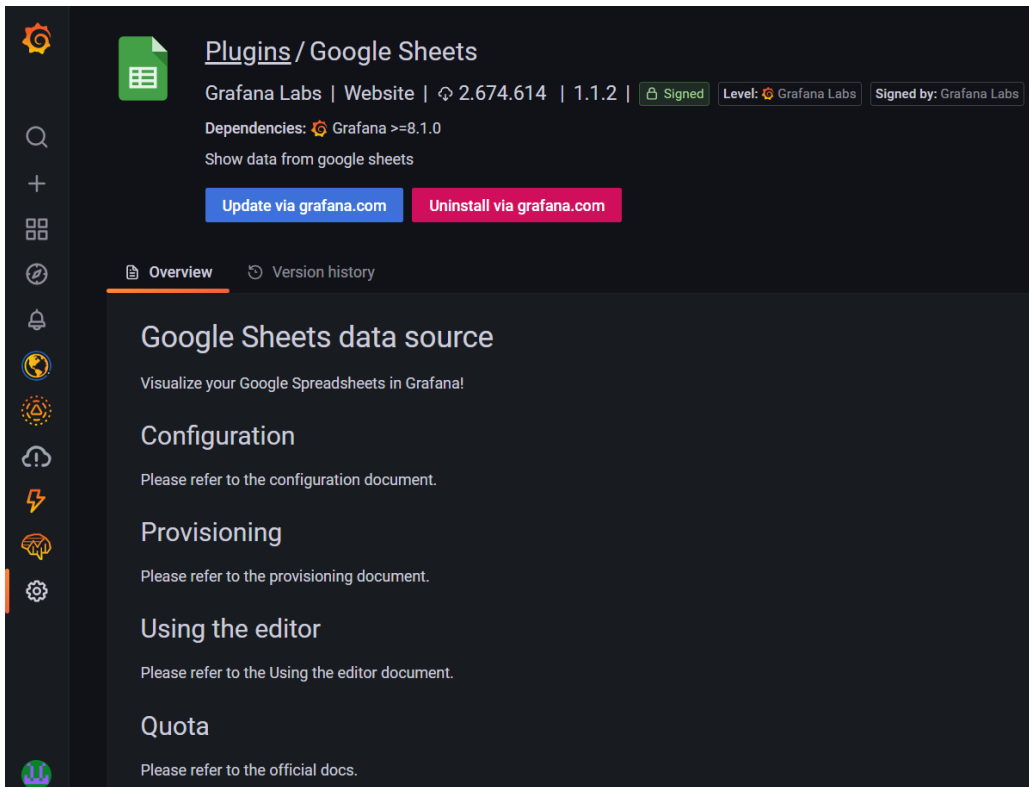 Plugins / Google Sheets
Grafana Labs | Website | 2.674.614 | 1.1.2 | Signed Level: Grafana Labs Signed by: Grafana Labs
Dependencies: Grafana >=8.1.0
Show data from google sheets
Update via grafana.com Uninstall via grafana.com
Overview Version history
Google Sheets data source
Visualize your Google Spreadsheets in Grafana!
Configuration
Please refer to the configuration document.
Provisioning
Please refer to the provisioning document.
Using the editor
Please refer to the Using the editor document.
Quota
Please refer to the official docs.